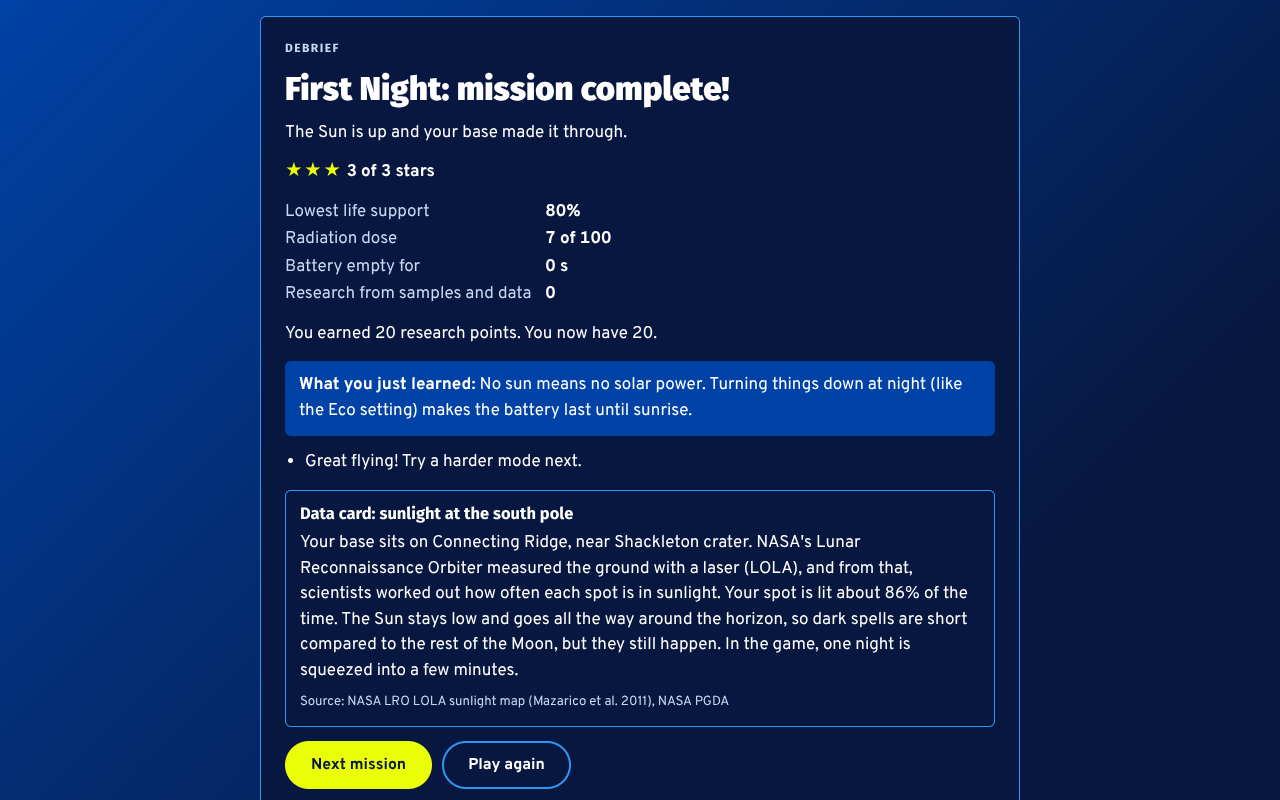 DEBRIEF
First Night: mission complete!
The Sun is up and your base made it through.
★★★ 3 of 3 stars
Lowest life support 80%
Radiation dose 7 of 100
Battery empty for 0 s
Research from samples and data 0
You earned 20 research points. You now have 20.
What you just learned: No sun means no solar power. Turning things down at night (like
the Eco setting) makes the battery last until sunrise.
• Great flying! Try a harder mode next.
Data card: sunlight at the south pole
Your base sits on Connecting Ridge, near Shackleton crater. NASA's Lunar
Reconnaissance Orbiter measured the ground with a laser (LOLA), and from that,
scientists worked out how often each spot is in sunlight. Your spot is lit about 86% of the
time. The Sun stays low and goes all the way around the horizon, so dark spells are short
compared to the rest of the Moon, but they still happen. In the game, one night is
squeezed into a few minutes.
Source: NASA LRO LOLA sunlight map (Mazarico et al. 2011), NASA PGDA
Next mission
Play again